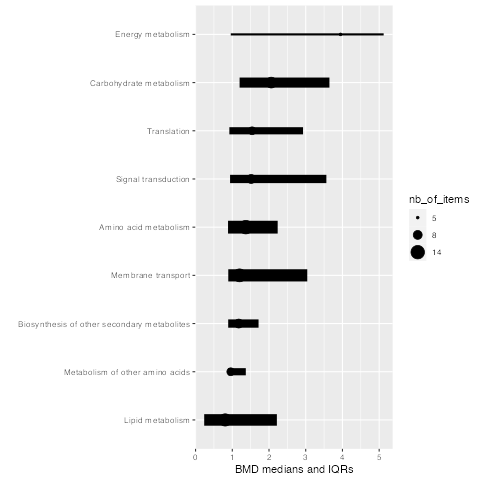 Energy metabolism
Carbohydrate metabolism
Translation
Signal transduction
Amino acid metabolism
Membrane transport
Biosynthesis of other secondary metabolites
Metabolism of other amino acids
Lipid metabolism
0 1 2 3 4 5
BMD medians and IQRs
nb_of_items
5
8
14